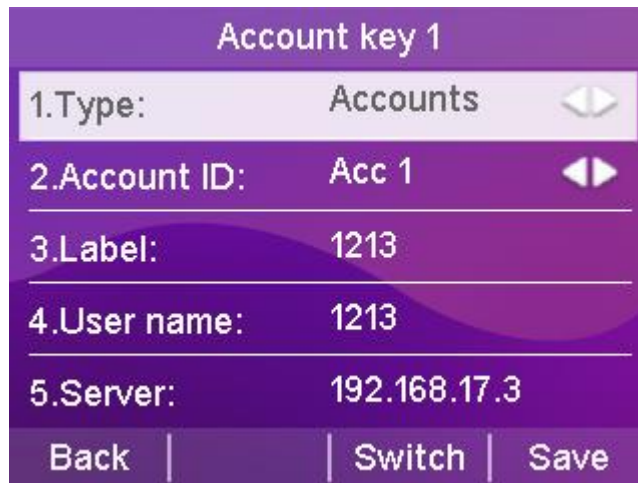 Account key 1
1.Type: Accounts
2.Account ID: Acc 1
3.Label: 1213
4.User name: 1213
5.Server: 192.168.17.3
Back Switch Save